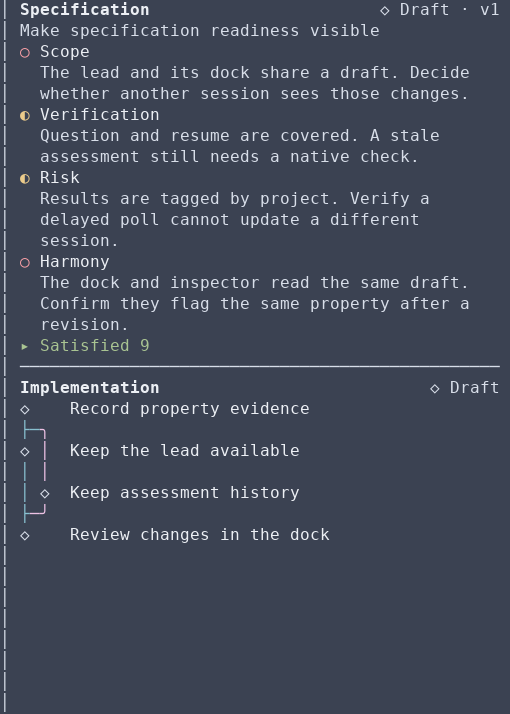 Specification ◇ Draft · v1
Make specification readiness visible
○ Scope
The lead and its dock share a draft. Decide
whether another session sees those changes.
◐ Verification
Question and resume are covered. A stale
assessment still needs a native check.
◐ Risk
Results are tagged by project. Verify a
delayed poll cannot update a different
session.
○ Harmony
The dock and inspector read the same draft.
Confirm they flag the same property after a
revision.
▸ Satisfied 9
Implementation ◇ Draft
◇ Record property evidence
◇ Keep the lead available
◇ Keep assessment history
◇ Review changes in the dock